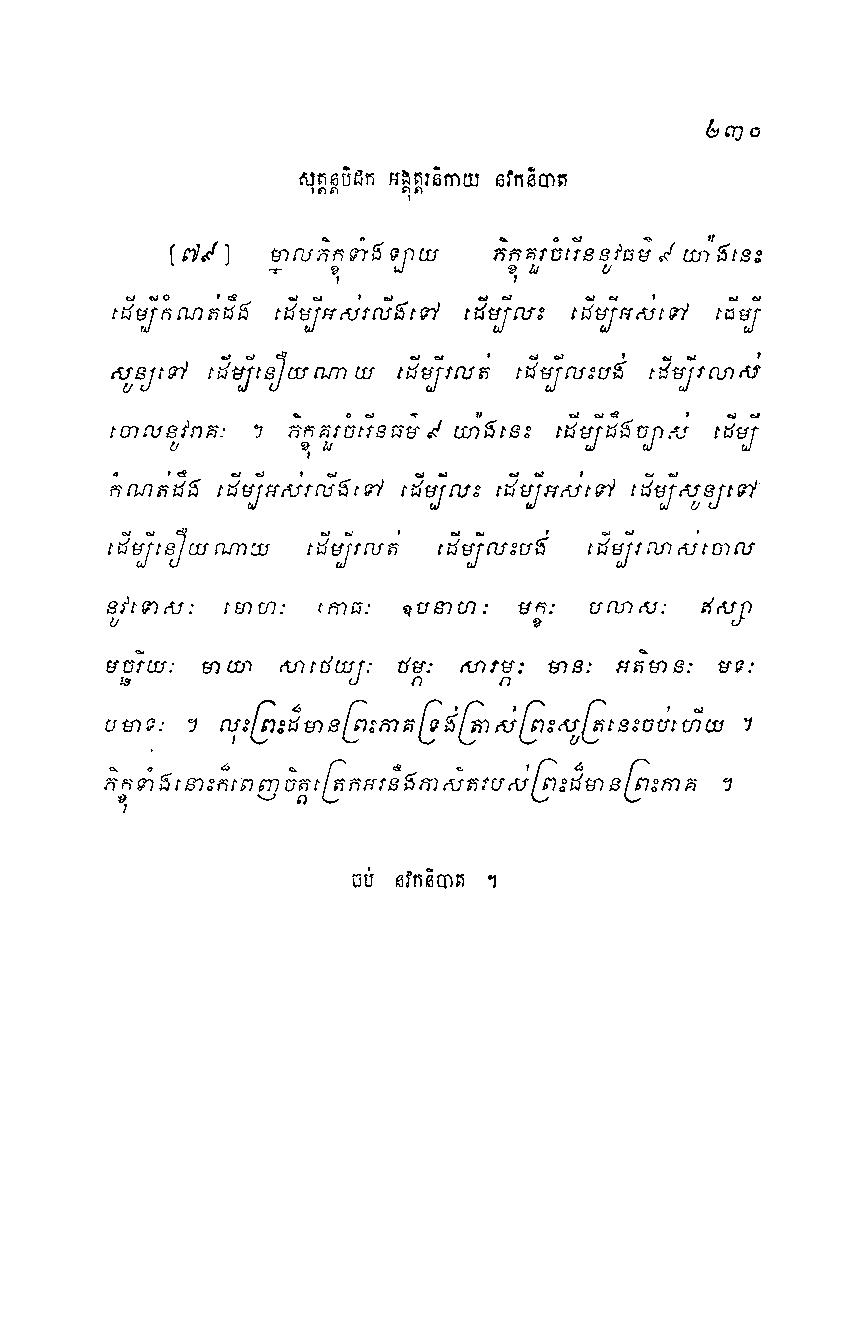 ២៣០
សុត្តន្តបិដក អង្គុត្តរនិកាយ នវកនិបាត
[៧៩] ម្នាលភិក្ខុទាំងឡាយ ភិក្ខុគួរចំរើននូវធម៌ ៩ យ៉ាងនេះ
ដើម្បីកំណត់ដឹង ដើម្បីអស់រលីងទៅ ដើម្បីលះ ដើម្បីអស់ទៅ ដើម្បី
សូន្យទៅ ដើម្បីនឿយណាយ ដើម្បីរលត់ ដើម្បីលះបង់ ដើម្បីរលាស់
ចោលនូវរាគៈ ។ ភិក្ខុគួរចំរើនធម៌ ៩ យ៉ាងនេះ ដើម្បីដឹងច្បាស់ ដើម្បី
កំណត់ដឹង ដើម្បីអស់រលីងទៅ ដើម្បីលះ ដើម្បីអស់ទៅ ដើម្បីសូន្យទៅ
ដើម្បីនឿយណាយ ដើម្បីរលត់ ដើម្បីលះបង់ ដើម្បីរលាស់ចោល
នូវទោសៈ មោហៈ កោធៈ ឧបនាហៈ មក្ខៈ បលាសៈ ឥស្សា
មច្ឆរិយៈ មាយា សាថេយ្យៈ ថម្ភៈ សារម្ភៈ មានៈ អតិមានៈ មទៈ
បមាទៈ ។ លុះព្រះដ៏មានព្រះភាគទ្រង់ត្រាស់ព្រះសូត្រនេះចប់ហើយ ។
ភិក្ខុទាំងនោះក៏ពេញចិត្តត្រេកអរនឹងភាសិតរបស់ព្រះដ៏មានព្រះភាគ ។
ចប់ នវកនិបាត ។